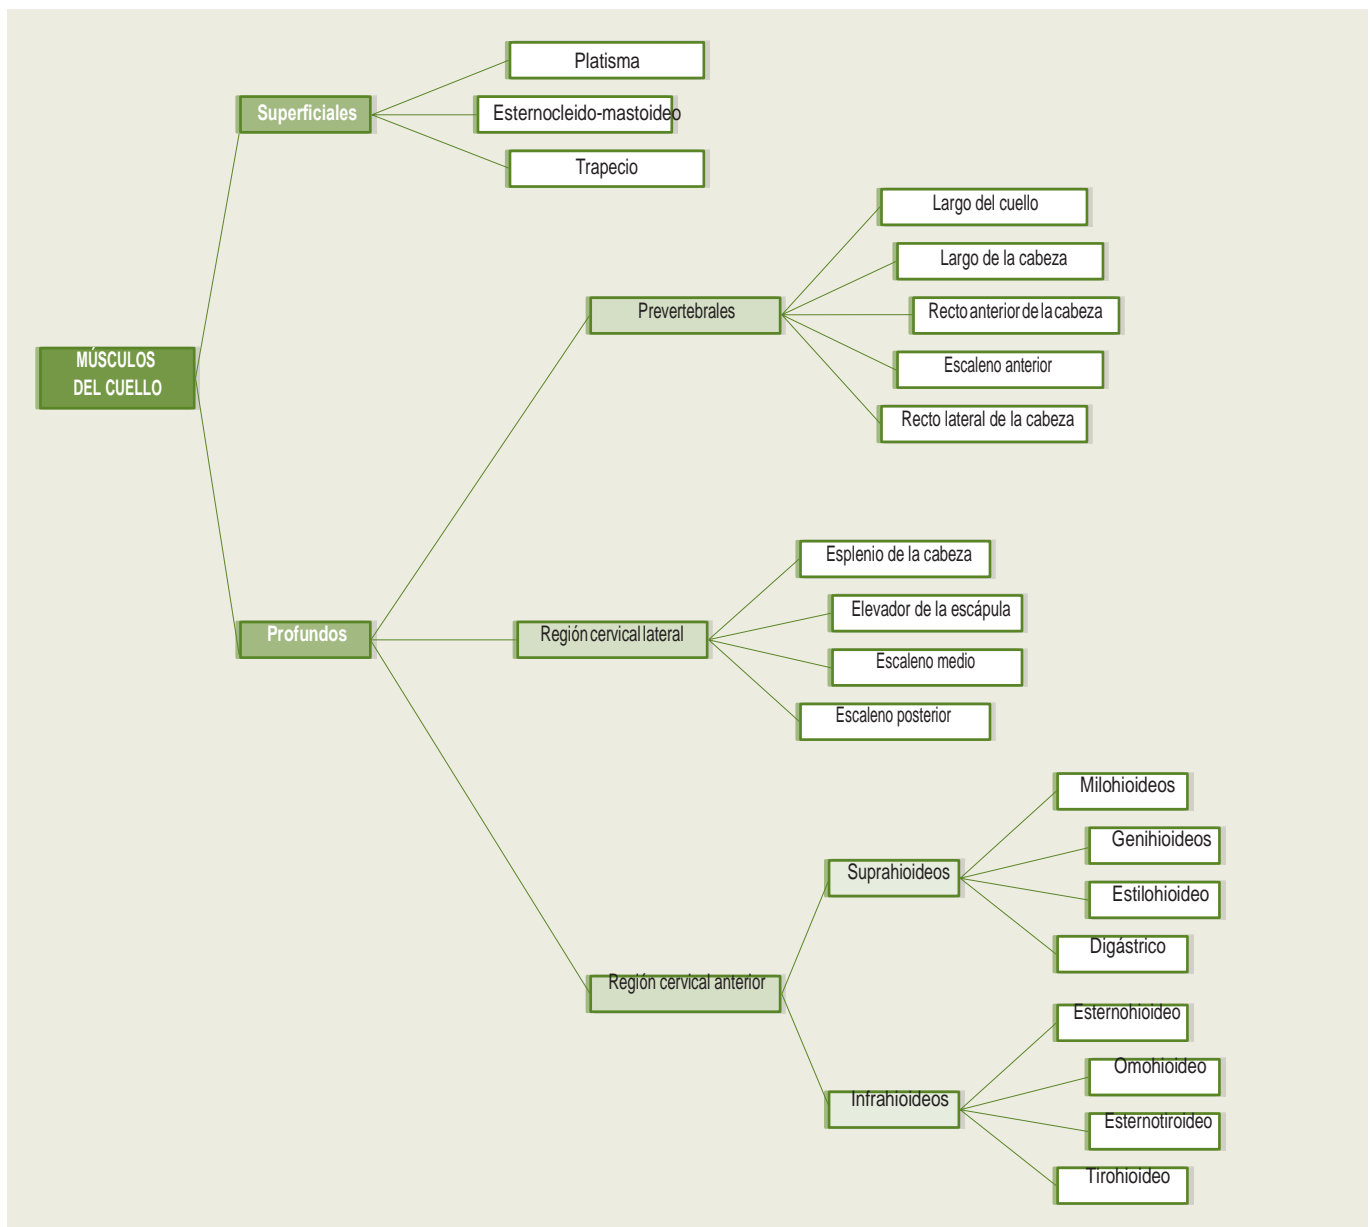 Platisma
Superficiales
Esternocleido-mastoideo
Trapecio
Largo del cuello
Largo de la cabeza
Prevertebrales
Recto anterior de la cabeza
MÚSCULOS
DEL CUELLO
Escaleno anterior
Recto lateral de la cabeza
Esplenio de la cabeza
Elevador de la escápula
Profundos
Región cervical lateral
Escaleno medio
Escaleno posterior
Milohioideos
Genihioideos
Suprahioideos
Estilohioideo
Digástrico
Región cervical anterior
Esternohioideo
Omohioideo
Infrahioideos
Esternotiroideo
Tirohioideo